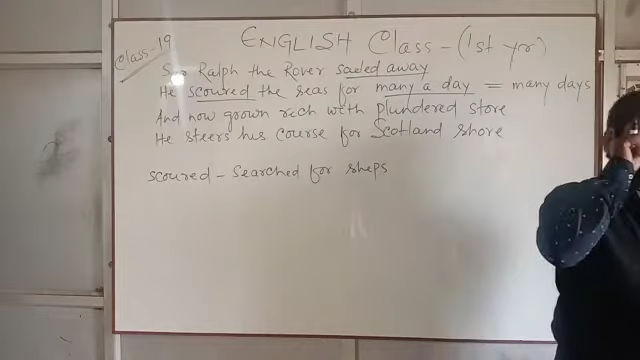 Class-19
ENGLISH Class - (1st yr)
Sir Ralph the Rover sailed away
He scoured the seas for many a day = many days
And now grown rich with plundered store
He steers his course for Scotland shore
scoured - Searched for ships